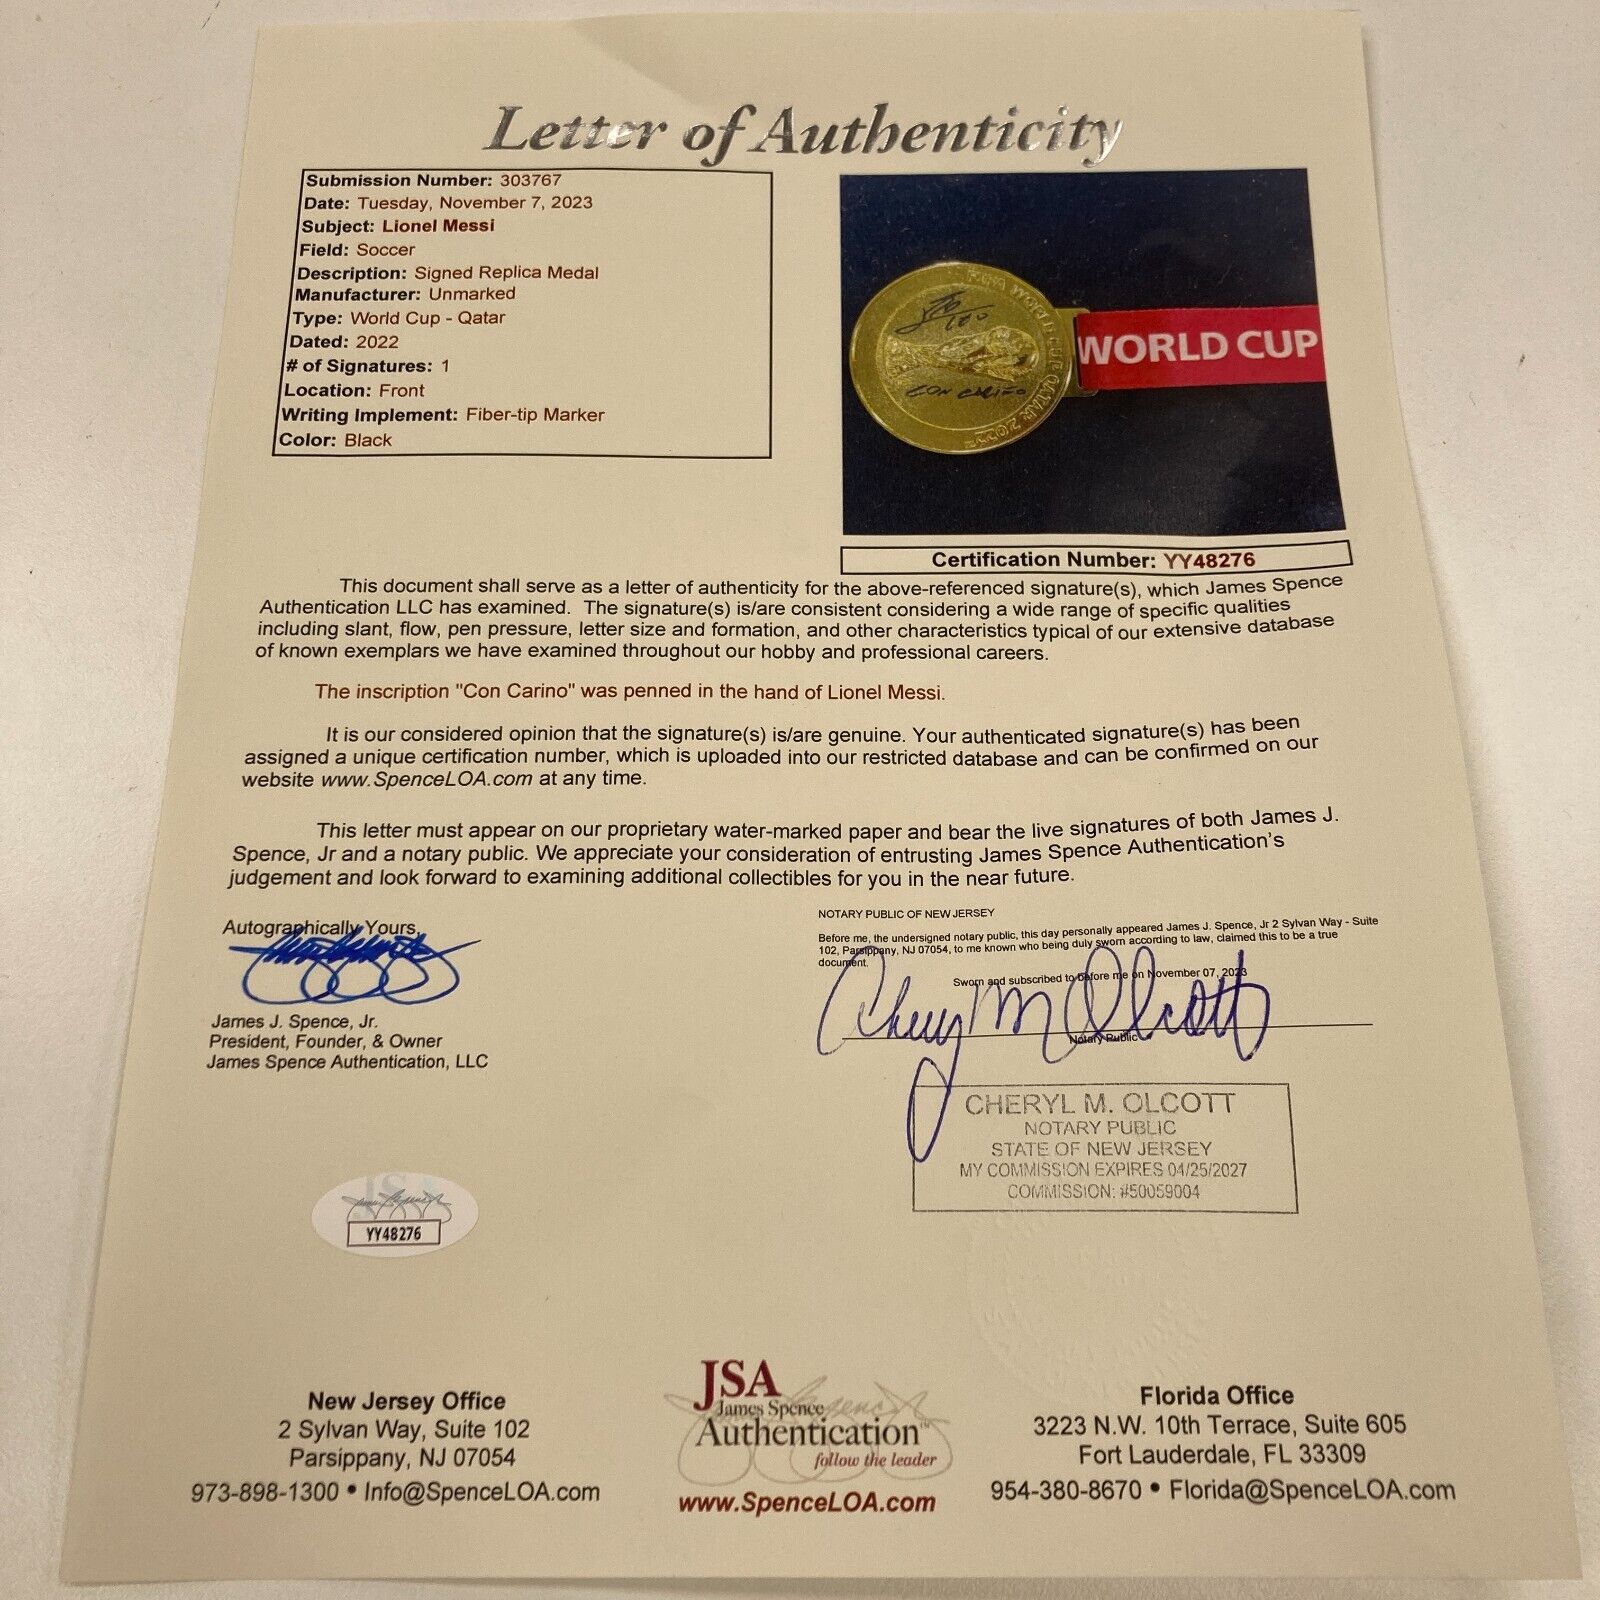 Letter of Authenticity
Submission Number: 303767
Date: Tuesday, November 7, 2023
Subject: Lionel Messi
Field: Soccer
Description: Signed Replica Medal
Manufacturer: Unmarked
Type: World Cup - Qatar
Dated: 2022
# of Signatures: 1
Location: Front
Writing Implement: Fiber-tip Marker
Color: Black
FIFA WORLD CUP QATAR 2022
LEO
CON CARIÑO
WORLD CUP
Certification Number: YY48276
This document shall serve as a letter of authenticity for the above-referenced signature(s), which James Spence
Authentication LLC has examined. The signature(s) is/are consistent considering a wide range of specific qualities
including slant, flow, pen pressure, letter size and formation, and other characteristics typical of our extensive database
of known exemplars we have examined throughout our hobby and professional careers.
The inscription "Con Carino" was penned in the hand of Lionel Messi.
It is our considered opinion that the signature(s) is/are genuine. Your authenticated signature(s) has been
assigned a unique certification number, which is uploaded into our restricted database and can be confirmed on our
website www.SpenceLOA.com at any time.
This letter must appear on our proprietary water-marked paper and bear the live signatures of both James J.
Spence, Jr and a notary public. We appreciate your consideration of entrusting James Spence Authentication's
judgement and look forward to examining additional collectibles for you in the near future.
Autographically Yours,
James J. Spence, Jr.
President, Founder, & Owner
James Spence Authentication, LLC
NOTARY PUBLIC OF NEW JERSEY
Before me, the undersigned notary public, this day personally appeared James J. Spence, Jr 2 Sylvan Way - Suite
102, Parsippany, NJ 07054, to me known who being duly sworn according to law, claimed this to be a true
document.
Sworn and subscribed to before me on November 07, 2023
Cheryl M Olcott
Notary Public
CHERYL M. OLCOTT
NOTARY PUBLIC
STATE OF NEW JERSEY
MY COMMISSION EXPIRES 04/25/2027
COMMISSION: #50059004
JSA
YY48276
New Jersey Office
2 Sylvan Way, Suite 102
Parsippany, NJ 07054
973-898-1300 • Info@SpenceLOA.com
JSA
James Spence
Authentication™
follow the leader
www.SpenceLOA.com
Florida Office
3223 N.W. 10th Terrace, Suite 605
Fort Lauderdale, FL 33309
954-380-8670 • Florida@SpenceLOA.com